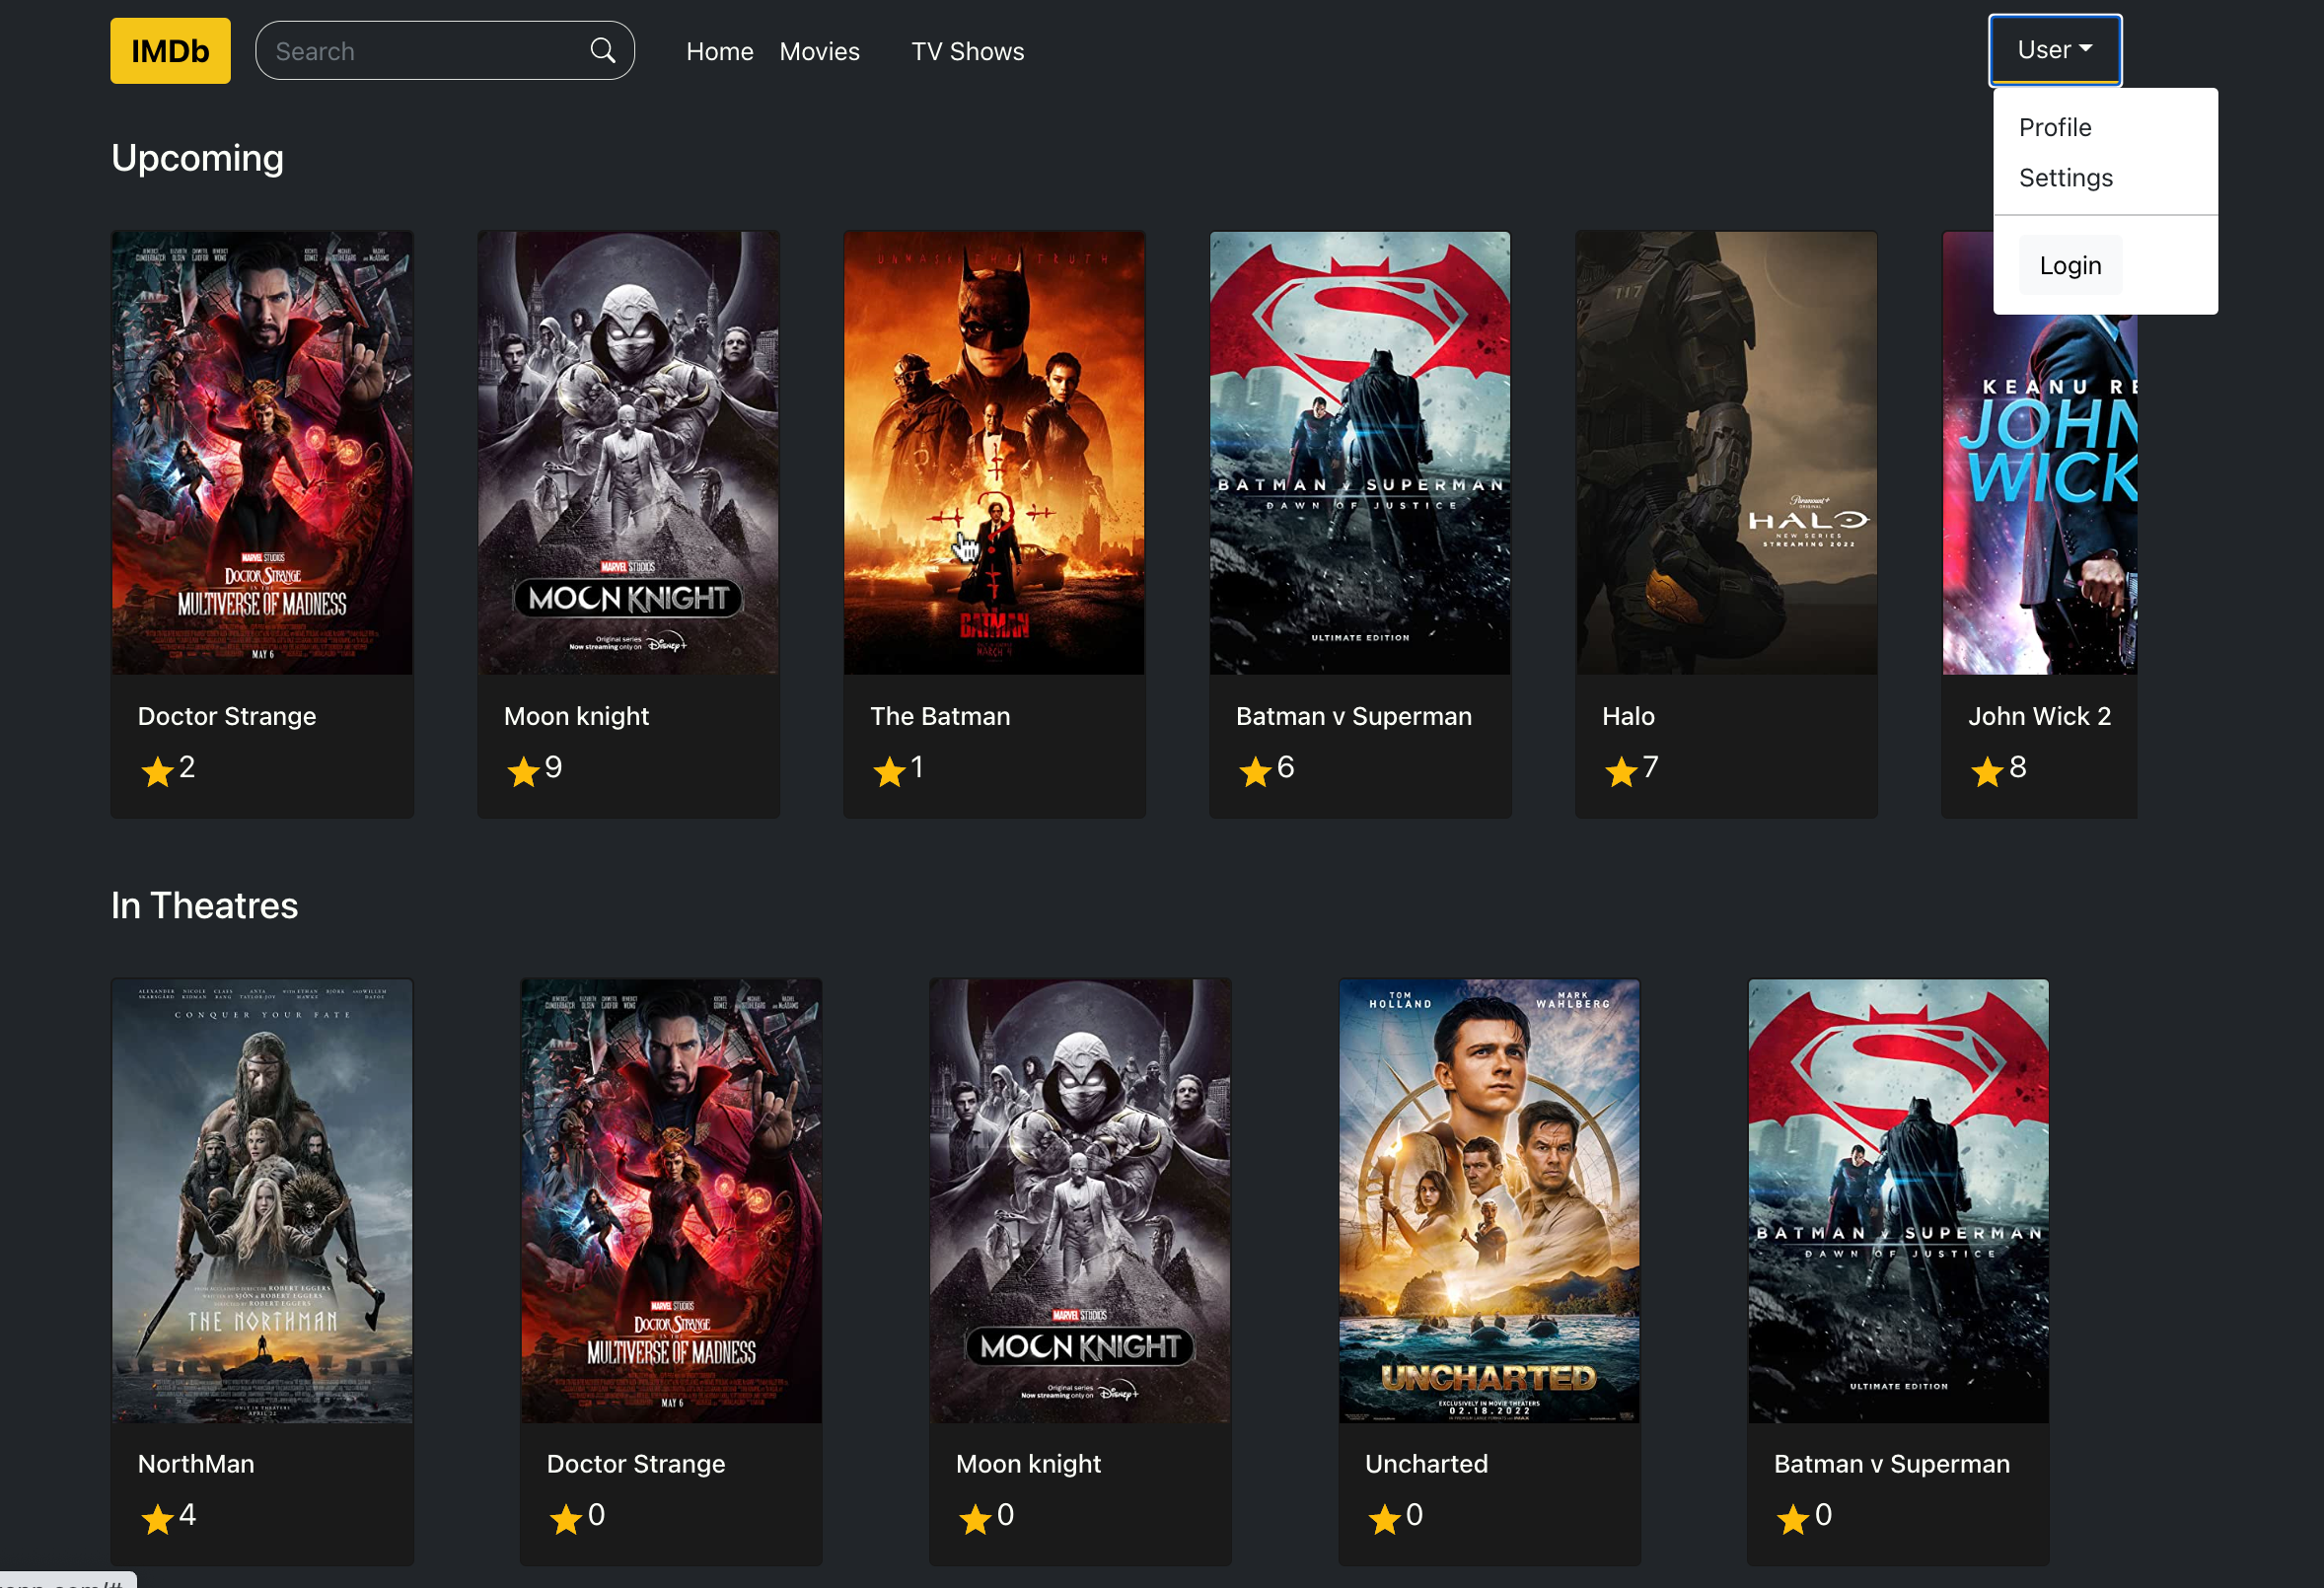 IMDb
Search
Home Movies TV Shows
User
Profile
Settings
Login
Upcoming
MARVEL STUDIOS
DOCTOR STRANGE
IN THE
MULTIVERSE OF MADNESS
MAY 6
Doctor Strange
2
MARVEL STUDIOS
MOON KNIGHT
Original series
Now streaming only on Disney+
Moon knight
9
UNMASK THE TRUTH
THE BATMAN
MARCH 4
The Batman
1
BATMAN v SUPERMAN
DAWN OF JUSTICE
ULTIMATE EDITION
Batman v Superman
6
117
Paramount+
ORIGINAL
HALO
NEW SERIES
STREAMING 2022
Halo
7
KEANU RE
JOHN
WICK
John Wick 2
8
In Theatres
CONQUER YOUR FATE
THE NORTHMAN
ONLY IN THEATERS
APRIL 22
NorthMan
4
MARVEL STUDIOS
DOCTOR STRANGE
IN THE
MULTIVERSE OF MADNESS
MAY 6
Doctor Strange
0
MARVEL STUDIOS
MOON KNIGHT
Original series
Now streaming only on Disney+
Moon knight
0
TOM HOLLAND
MARK WAHLBERG
UNCHARTED
EXCLUSIVELY IN MOVIE THEATERS
02.18.2022
Uncharted
0
BATMAN v SUPERMAN
DAWN OF JUSTICE
ULTIMATE EDITION
Batman v Superman
0